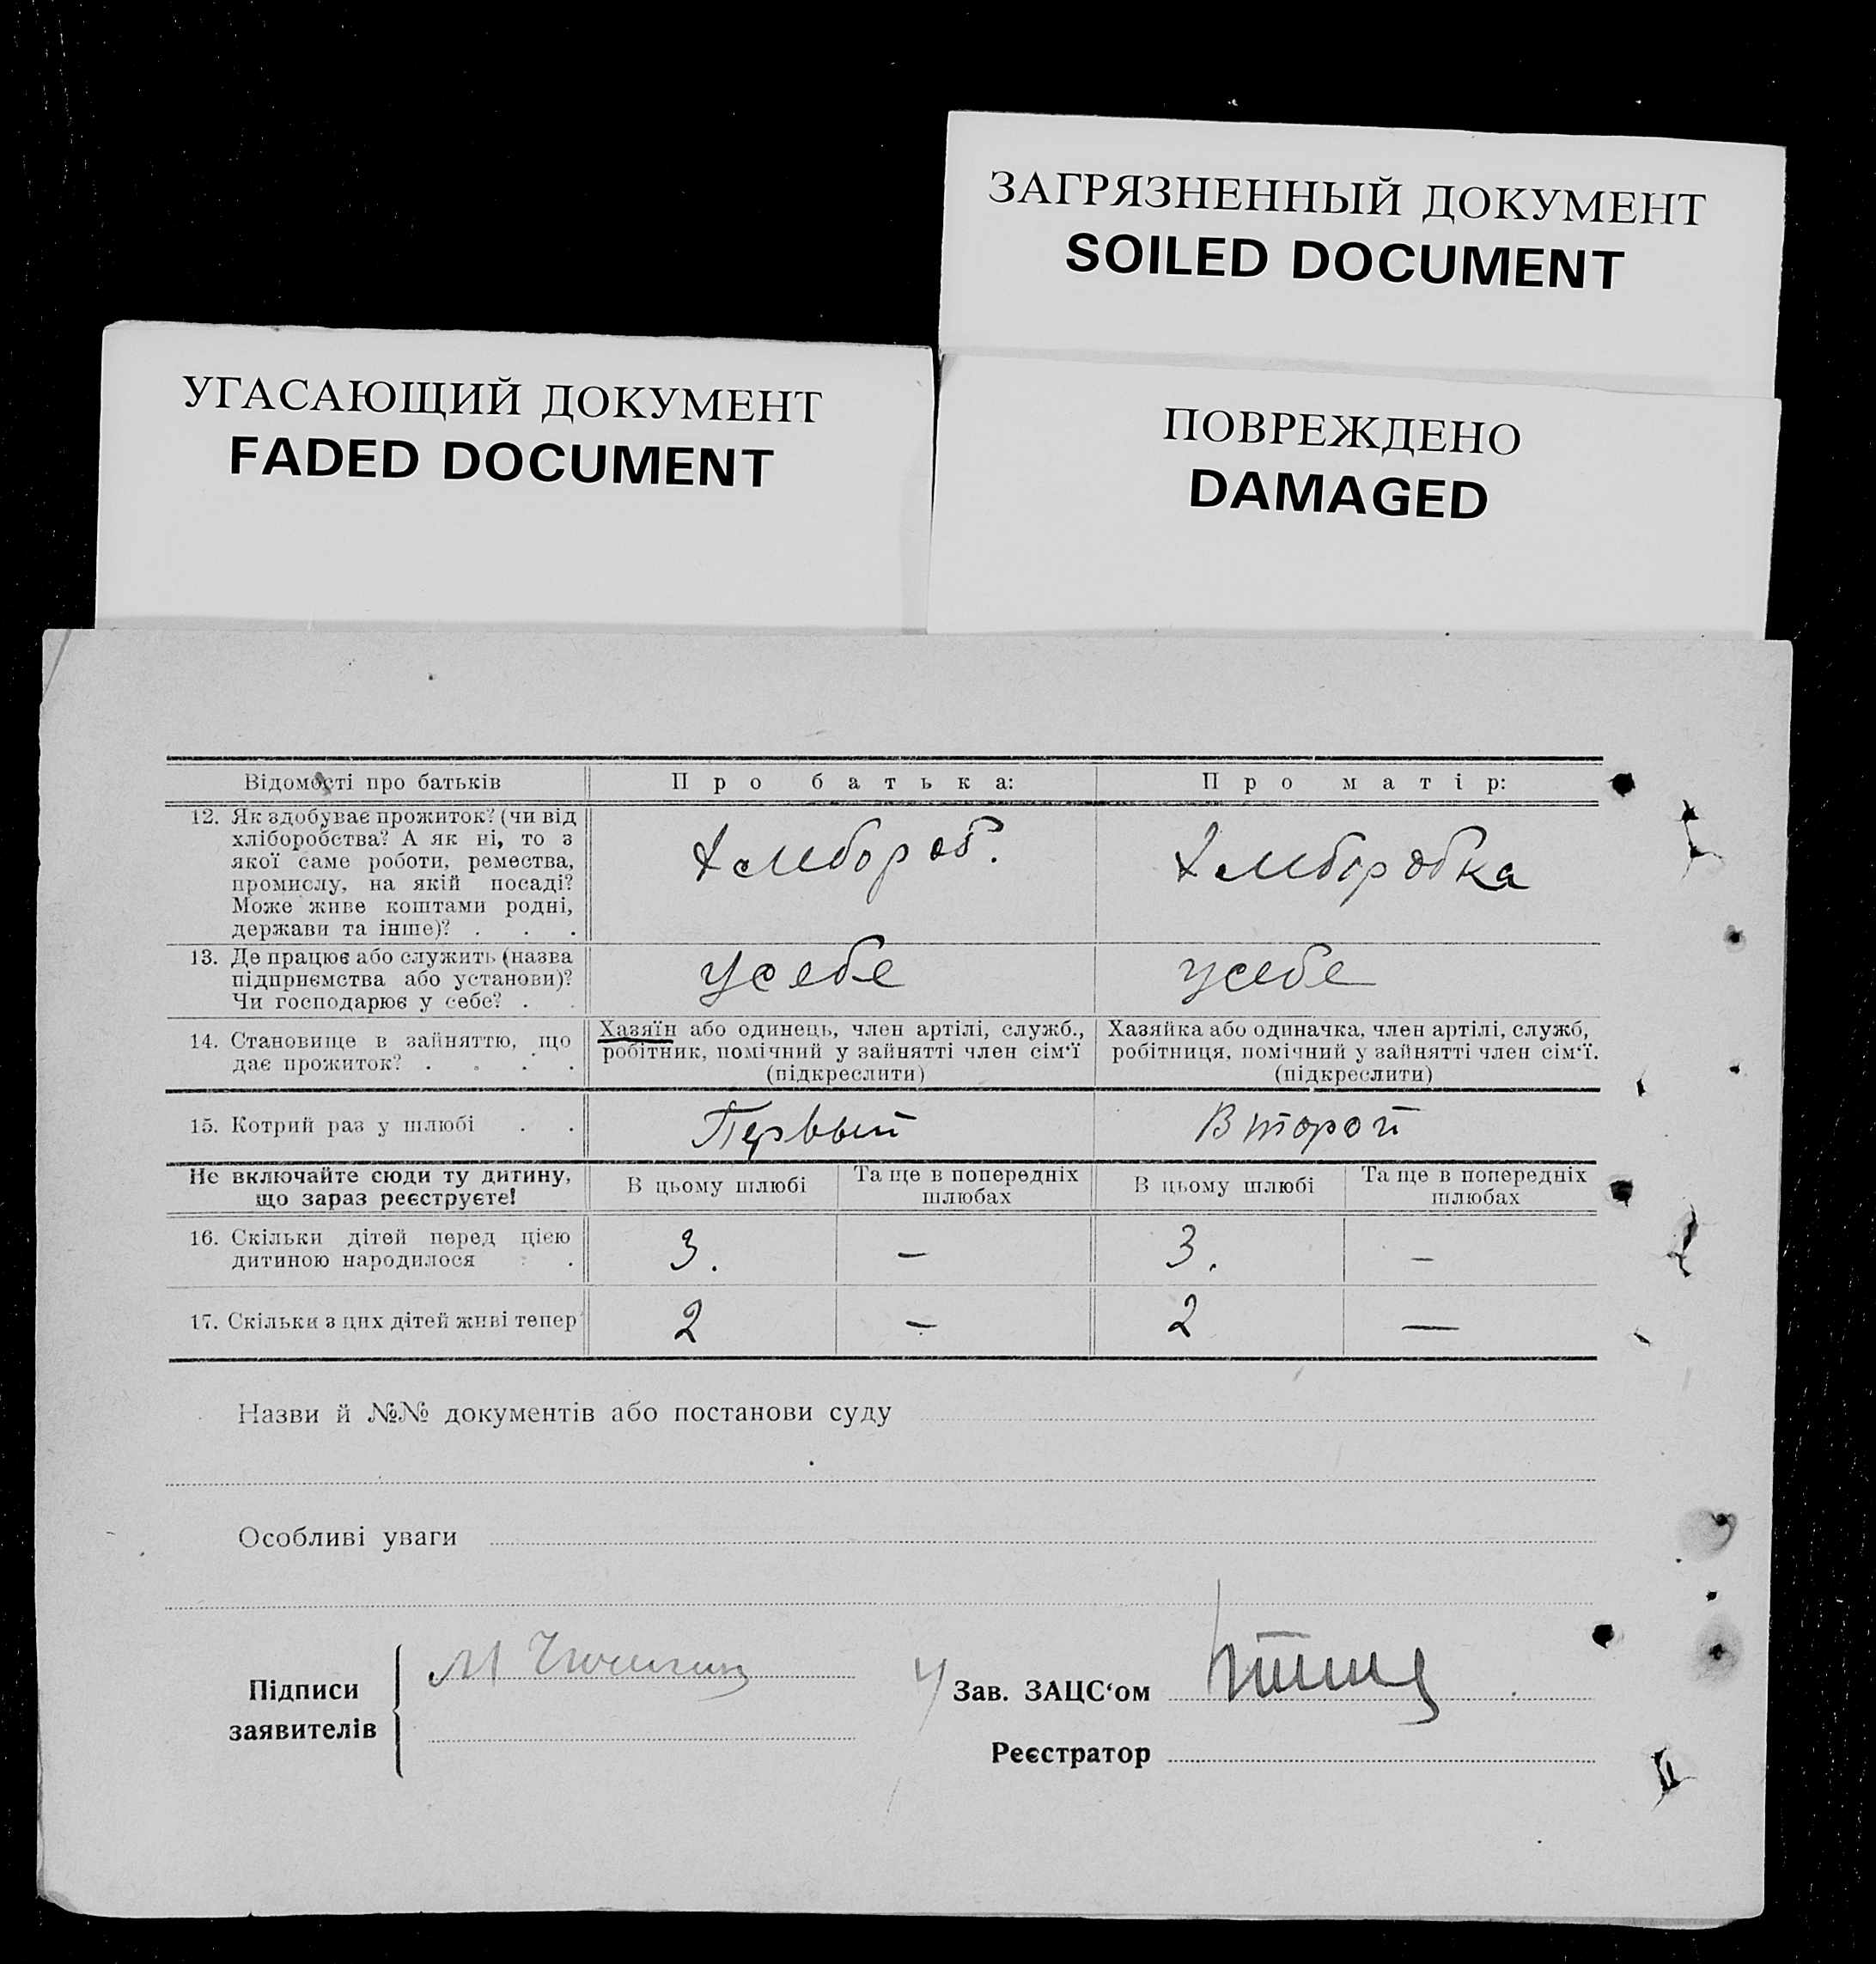 ЗАГРЯЗНЕННЫЙ ДОКУМЕНТ
SOILED DOCUMENT
УГАСАЮЩИЙ ДОКУМЕНТ
FADED DOCUMENT
ПОВРЕЖДЕНО
DAMAGED
Відомості про батьків
Про батька:
Про матір:
12. Як здобуває прожиток? (чи від
хліборобства? А як ні, то з
якої саме роботи, ремества,
промислу, на якій посаді?
Може живе коштами родні,
держави та інше)? . . .
Хлібороб.
Хліборобка
13. Де працює або служить (назва
підприємства або установи)?
Чи господарює у себе? . .
усебе
усебе
14. Становище в зайняттю, що
дає прожиток? . . . .
Хазяїн або одинець, член артілі, служб.,
робітник, помічний у зайнятті член сім‘ї
(підкреслити)
Хазяйка або одиначка, член артілі, служб,
робітниця, помічний у зайнятті член сім‘ї.
(підкреслити)
15. Котрий раз у шлюбі . .
Первый
Второй
Не включайте сюди ту дитину,
що зараз реєструєте!
В цьому шлюбі
Та ще в попередніх
шлюбах
В цьому шлюбі
Та ще в попередніх
шлюбах
16. Скільки дітей перед цією
дитиною народилося . .
3. – 3. –
17. Скільки з цих дітей живі тепер
2 – 2 —
Назви й №№ документів або постанови суду
Особливі уваги
Підписи
заявителів
М
Зав. ЗАЦС‘ом
Реєстратор